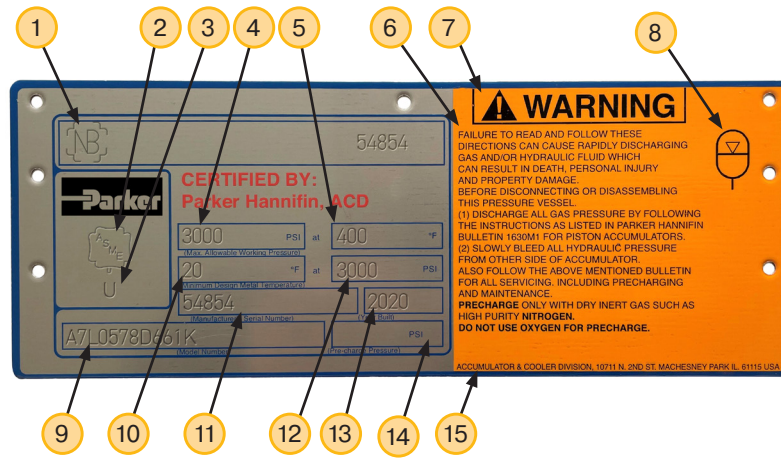 1 2 3 4 5 6 7 8
NB 54854
Parker
CERTIFIED BY:
Parker Hannifin, ACD
ASME
U
3000 PSI at 400 °F
(Max. Allowable Working Pressure)
20 °F at 3000 PSI
(Minimum Design Metal Temperature)
54854 2020
(Manufacturer's Serial Number) (Year Built)
A7L0578D661K PSI
(Model Number) (Pre-charge Pressure)
WARNING
FAILURE TO READ AND FOLLOW THESE
DIRECTIONS CAN CAUSE RAPIDLY DISCHARGING
GAS AND/OR HYDRAULIC FLUID WHICH
CAN RESULT IN DEATH, PERSONAL INJURY
AND PROPERTY DAMAGE.
BEFORE DISCONNECTING OR DISASSEMBLING
THIS PRESSURE VESSEL.
(1) DISCHARGE ALL GAS PRESSURE BY FOLLOWING
THE INSTRUCTIONS AS LISTED IN PARKER HANNIFIN
BULLETIN 1630M1 FOR PISTON ACCUMULATORS.
(2) SLOWLY BLEED ALL HYDRAULIC PRESSURE
FROM OTHER SIDE OF ACCUMULATOR.
ALSO FOLLOW THE ABOVE MENTIONED BULLETIN
FOR ALL SERVICING. INCLUDING PRECHARGING
AND MAINTENANCE.
PRECHARGE ONLY WITH DRY INERT GAS SUCH AS
HIGH PURITY NITROGEN.
DO NOT USE OXYGEN FOR PRECHARGE.
ACCUMULATOR & COOLER DIVISION, 10711 N. 2ND ST. MACHESNEY PARK IL. 61115 USA
9 10 11 12 13 14 15